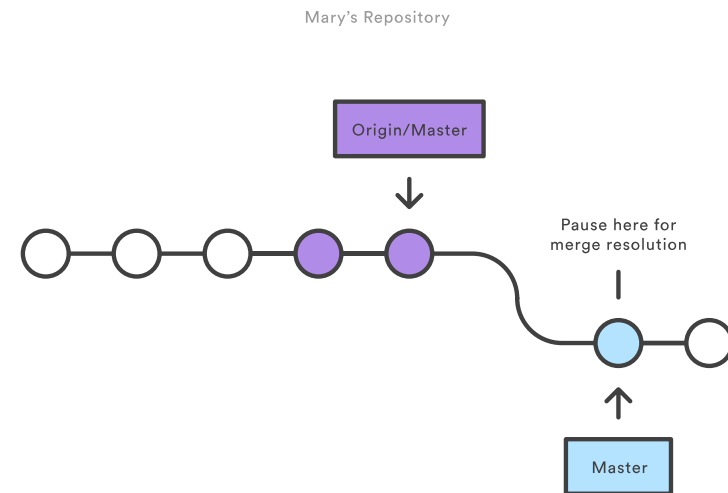 Mary’s Repository
Origin/Master
Pause here for
merge resolution
Master